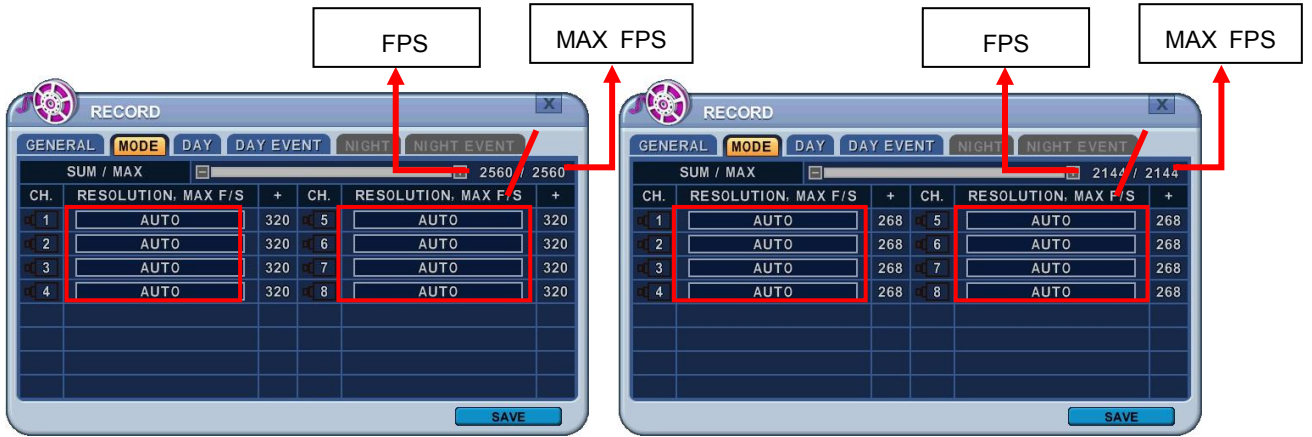 FPS MAX FPS
RECORD X
GENERAL MODE DAY DAY EVENT NIGHT NIGHT EVENT
SUM / MAX 2560 / 2560
CH. RESOLUTION, MAX F/S + CH. RESOLUTION, MAX F/S +
1 AUTO 320 5 AUTO 320
2 AUTO 320 6 AUTO 320
3 AUTO 320 7 AUTO 320
4 AUTO 320 8 AUTO 320
SAVE
FPS MAX FPS
RECORD X
GENERAL MODE DAY DAY EVENT NIGHT NIGHT EVENT
SUM / MAX 2144 / 2144
CH. RESOLUTION, MAX F/S + CH. RESOLUTION, MAX F/S +
1 AUTO 268 5 AUTO 268
2 AUTO 268 6 AUTO 268
3 AUTO 268 7 AUTO 268
4 AUTO 268 8 AUTO 268
SAVE